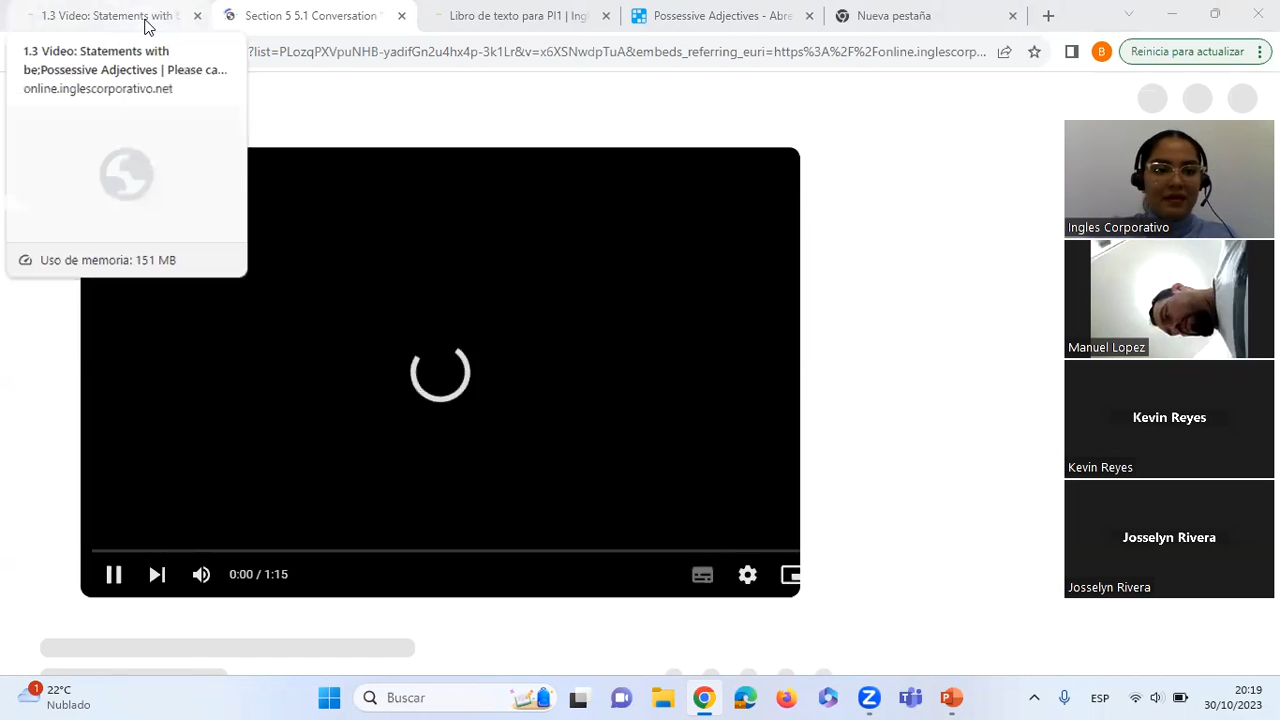 1.3 Video: Statements with t
Section 5 5.1 Conversation
Libro de texto para PI1 | Ingl
Possessive Adjectives - Abre
Nueva pestaña
?list=PLozqPXVpuNHB-yadifGn2u4hx4p-3k1Lr&v=x6XSNwdpTuA&embeds_referring_euri=https%3A%2F%2Fonline.inglescorp...
B
Reinicia para actualizar
1.3 Video: Statements with
be;Possessive Adjectives | Please ca...
online.inglescorporativo.net
Uso de memoria: 151 MB
Ingles Corporativo
Manuel Lopez
Kevin Reyes
Kevin Reyes
Josselyn Rivera
Josselyn Rivera
0:00 / 1:15
1
22°C
Nublado
Buscar
ESP
20:19
30/10/2023